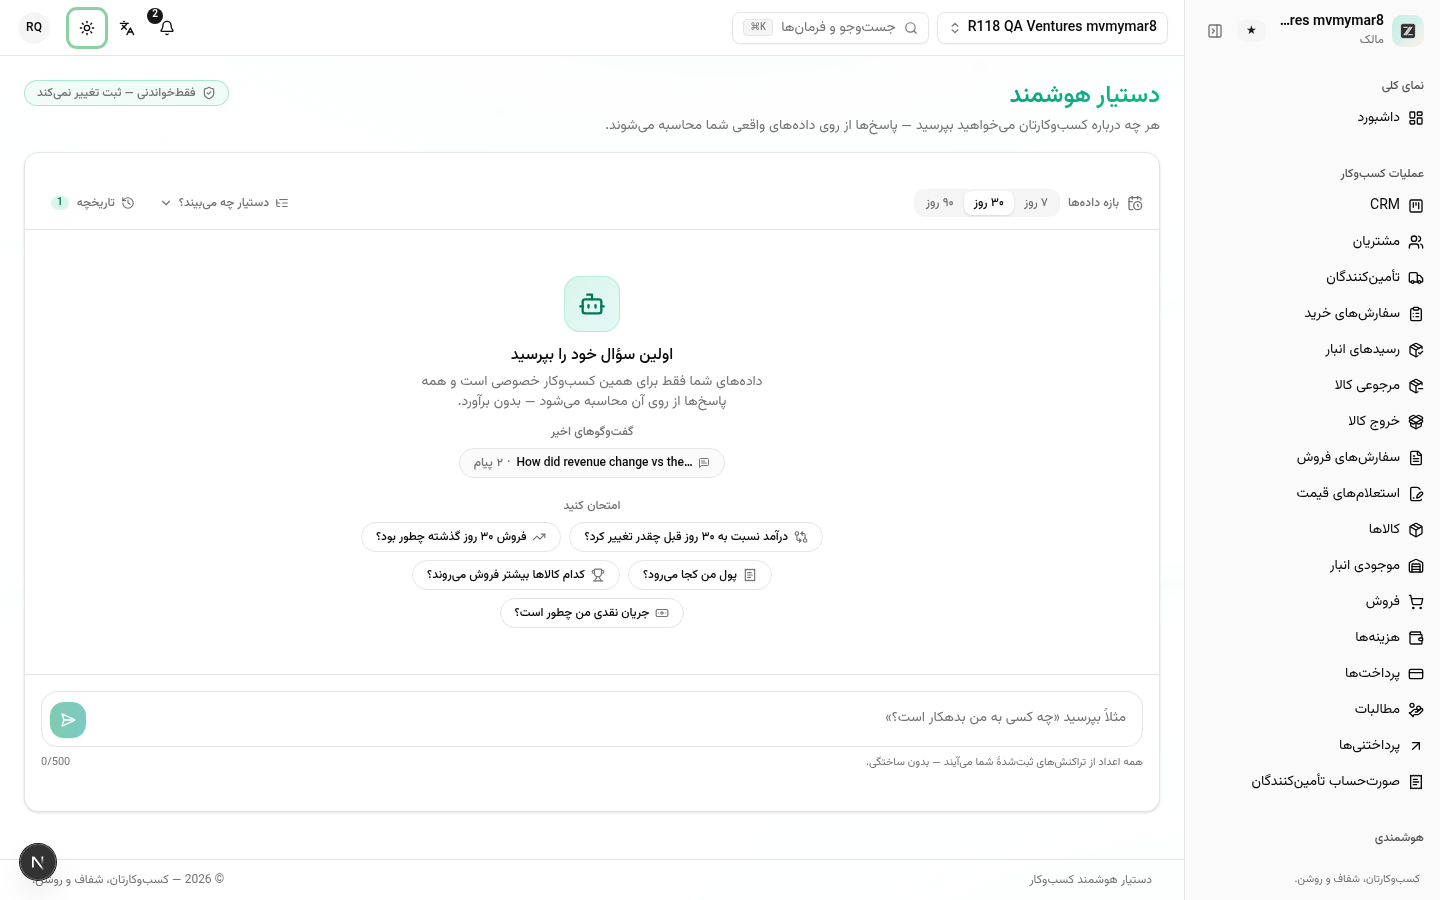 …res mvmymar8
مالک
نمای کلی
داشبورد
عملیات کسب‌وکار
CRM
مشتریان
تأمین‌کنندگان
سفارش‌های خرید
رسیدهای انبار
مرجوعی کالا
خروج کالا
سفارش‌های فروش
استعلام‌های قیمت
کالاها
موجودی انبار
فروش
هزینه‌ها
پرداخت‌ها
مطالبات
پرداختنی‌ها
صورت‌حساب تأمین‌کنندگان
هوشمندی
کسب‌وکارتان، شفاف و روشن.
R118 QA Ventures mvmymar8
جست‌وجو و فرمان‌ها ⌘K
2
RQ
دستیار هوشمند
فقط‌خواندنی — ثبت تغییر نمی‌کند
هر چه درباره کسب‌وکارتان می‌خواهید بپرسید — پاسخ‌ها از روی داده‌های واقعی شما محاسبه می‌شوند.
بازه داده‌ها ۷ روز ۳۰ روز ۹۰ روز
دستیار چه می‌بیند؟ تاریخچه 1
اولین سؤال خود را بپرسید
داده‌های شما فقط برای همین کسب‌وکار خصوصی است و همه
پاسخ‌ها از روی آن محاسبه می‌شود — بدون برآورد.
گفت‌وگوهای اخیر
How did revenue change vs the… · ۲ پیام
امتحان کنید
درآمد نسبت به ۳۰ روز قبل چقدر تغییر کرد؟ فروش ۳۰ روز گذشته چطور بود؟
پول من کجا می‌رود؟ کدام کالاها بیشتر فروش می‌روند؟
جریان نقدی من چطور است؟
مثلاً بپرسید «چه کسی به من بدهکار است؟»
همه اعداد از تراکنش‌های ثبت‌شدهٔ شما می‌آیند — بدون ساختگی.
0/500
دستیار هوشمند کسب‌وکار
© 2026 — کسب‌وکارتان، شفاف و روشن.
N